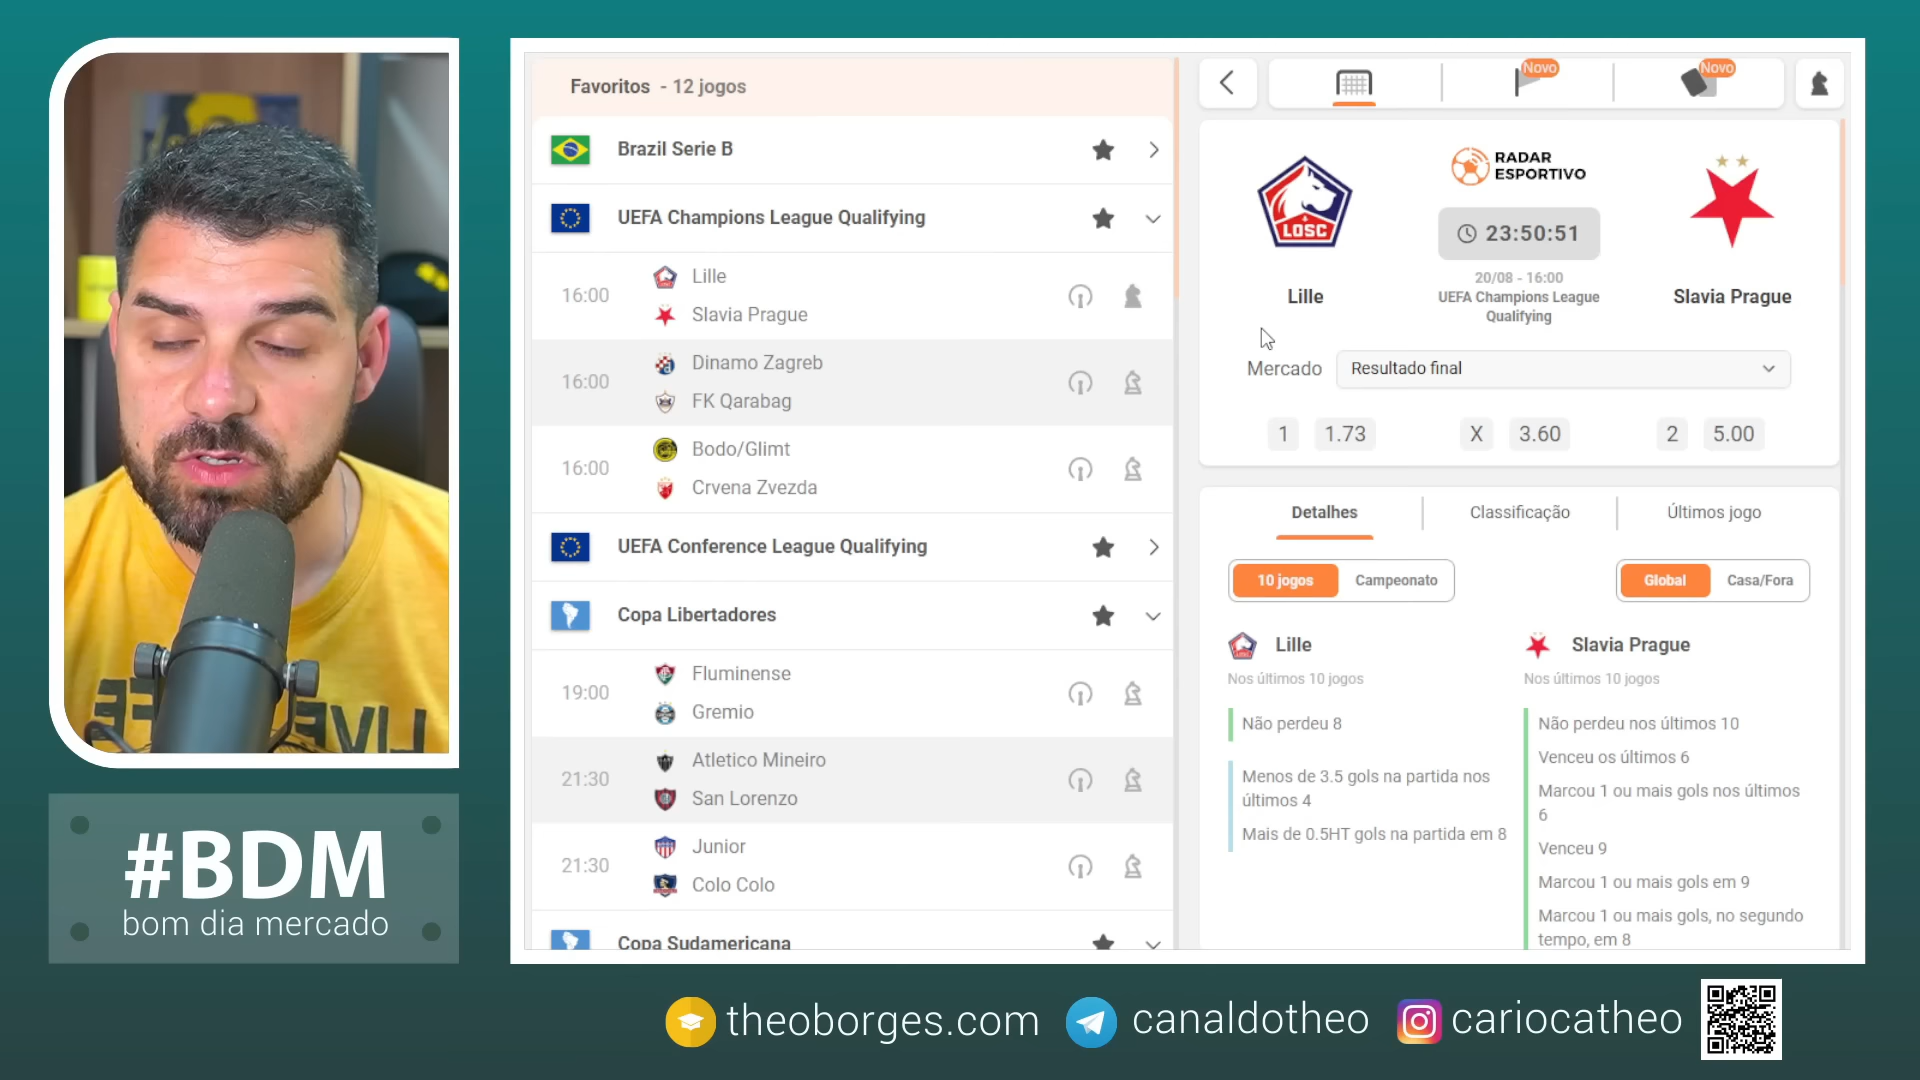 Favoritos - 12 jogos
Brazil Serie B
UEFA Champions League Qualifying
16:00
Lille
Slavia Prague
16:00
Dinamo Zagreb
FK Qarabag
16:00
Bodo/Glimt
Crvena Zvezda
UEFA Conference League Qualifying
Copa Libertadores
19:00
Fluminense
Gremio
21:30
Atletico Mineiro
San Lorenzo
21:30
Junior
Colo Colo
Copa Sudamericana
Novo
Novo
LOSC
RADAR
ESPORTIVO
23:50:51
20/08 - 16:00
UEFA Champions League
Qualifying
Lille
Slavia Prague
Mercado
Resultado final
1 1.73
X 3.60
2 5.00
Detalhes
Classificação
Últimos jogo
10 jogos
Campeonato
Global
Casa/Fora
Lille
Nos últimos 10 jogos
Não perdeu 8
Menos de 3.5 gols na partida nos
últimos 4
Mais de 0.5HT gols na partida em 8
Slavia Prague
Nos últimos 10 jogos
Não perdeu nos últimos 10
Venceu os últimos 6
Marcou 1 ou mais gols nos últimos
6
Venceu 9
Marcou 1 ou mais gols em 9
Marcou 1 ou mais gols, no segundo
tempo, em 8
#BDM
bom dia mercado
theoborges.com
canaldotheo
cariocatheo